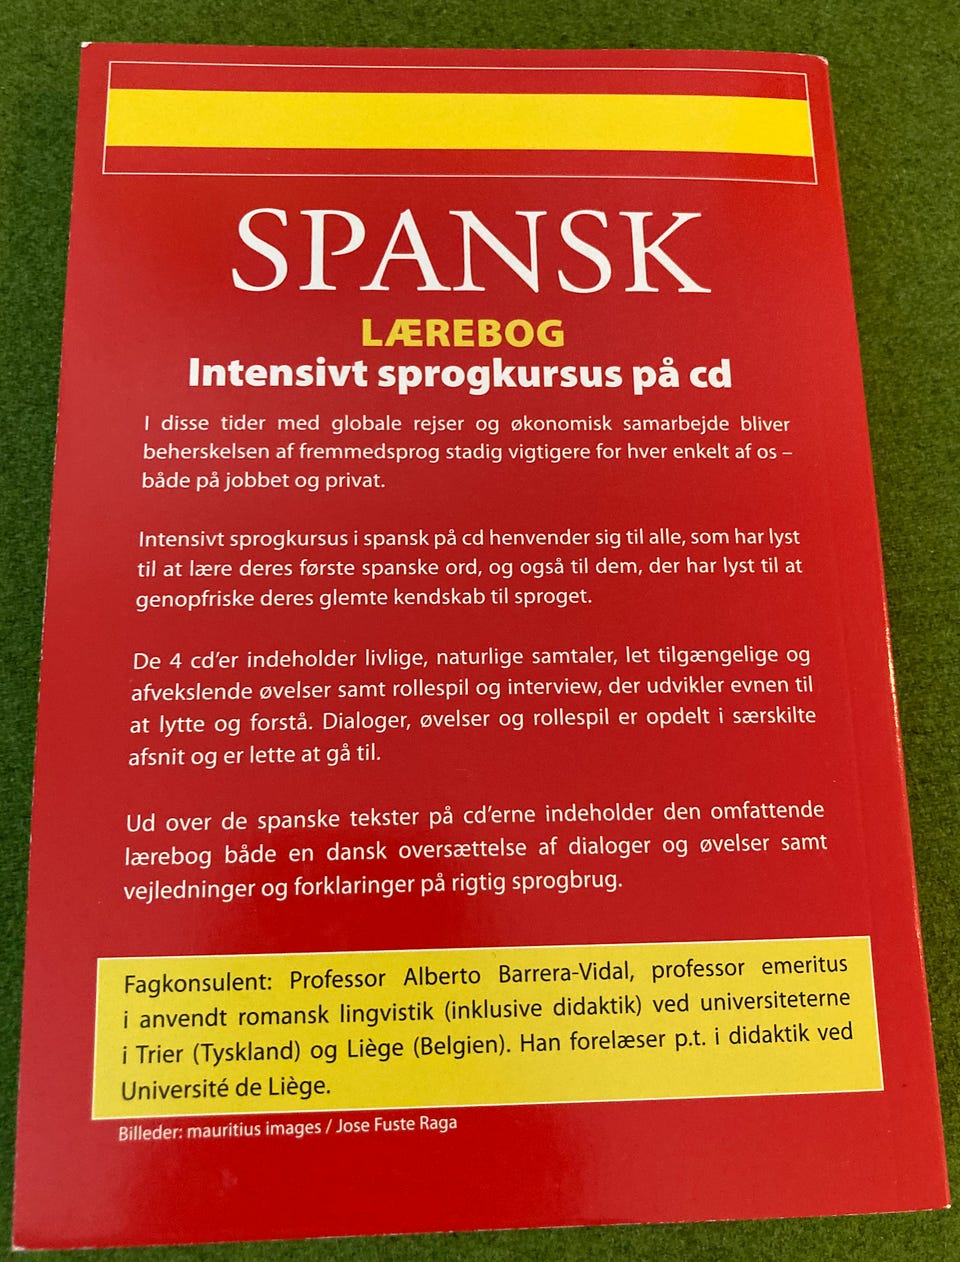 SPANSK
LÆREBOG
Intensivt sprogkursus på cd
I disse tider med globale rejser og økonomisk samarbejde bliver
beherskelsen af fremmedsprog stadig vigtigere for hver enkelt af os –
både på jobbet og privat.
Intensivt sprogkursus i spansk på cd henvender sig til alle, som har lyst
til at lære deres første spanske ord, og også til dem, der har lyst til at
genopfriske deres glemte kendskab til sproget.
De 4 cd’er indeholder livlige, naturlige samtaler, let tilgængelige og
afvekslende øvelser samt rollespil og interview, der udvikler evnen til
at lytte og forstå. Dialoger, øvelser og rollespil er opdelt i særskilte
afsnit og er lette at gå til.
Ud over de spanske tekster på cd’erne indeholder den omfattende
lærebog både en dansk oversættelse af dialoger og øvelser samt
vejledninger og forklaringer på rigtig sprogbrug.
Fagkonsulent: Professor Alberto Barrera-Vidal, professor emeritus
i anvendt romansk lingvistik (inklusive didaktik) ved universiteterne
i Trier (Tyskland) og Liège (Belgien). Han forelæser p.t. i didaktik ved
Université de Liège.
Billeder: mauritius images / Jose Fuste Raga